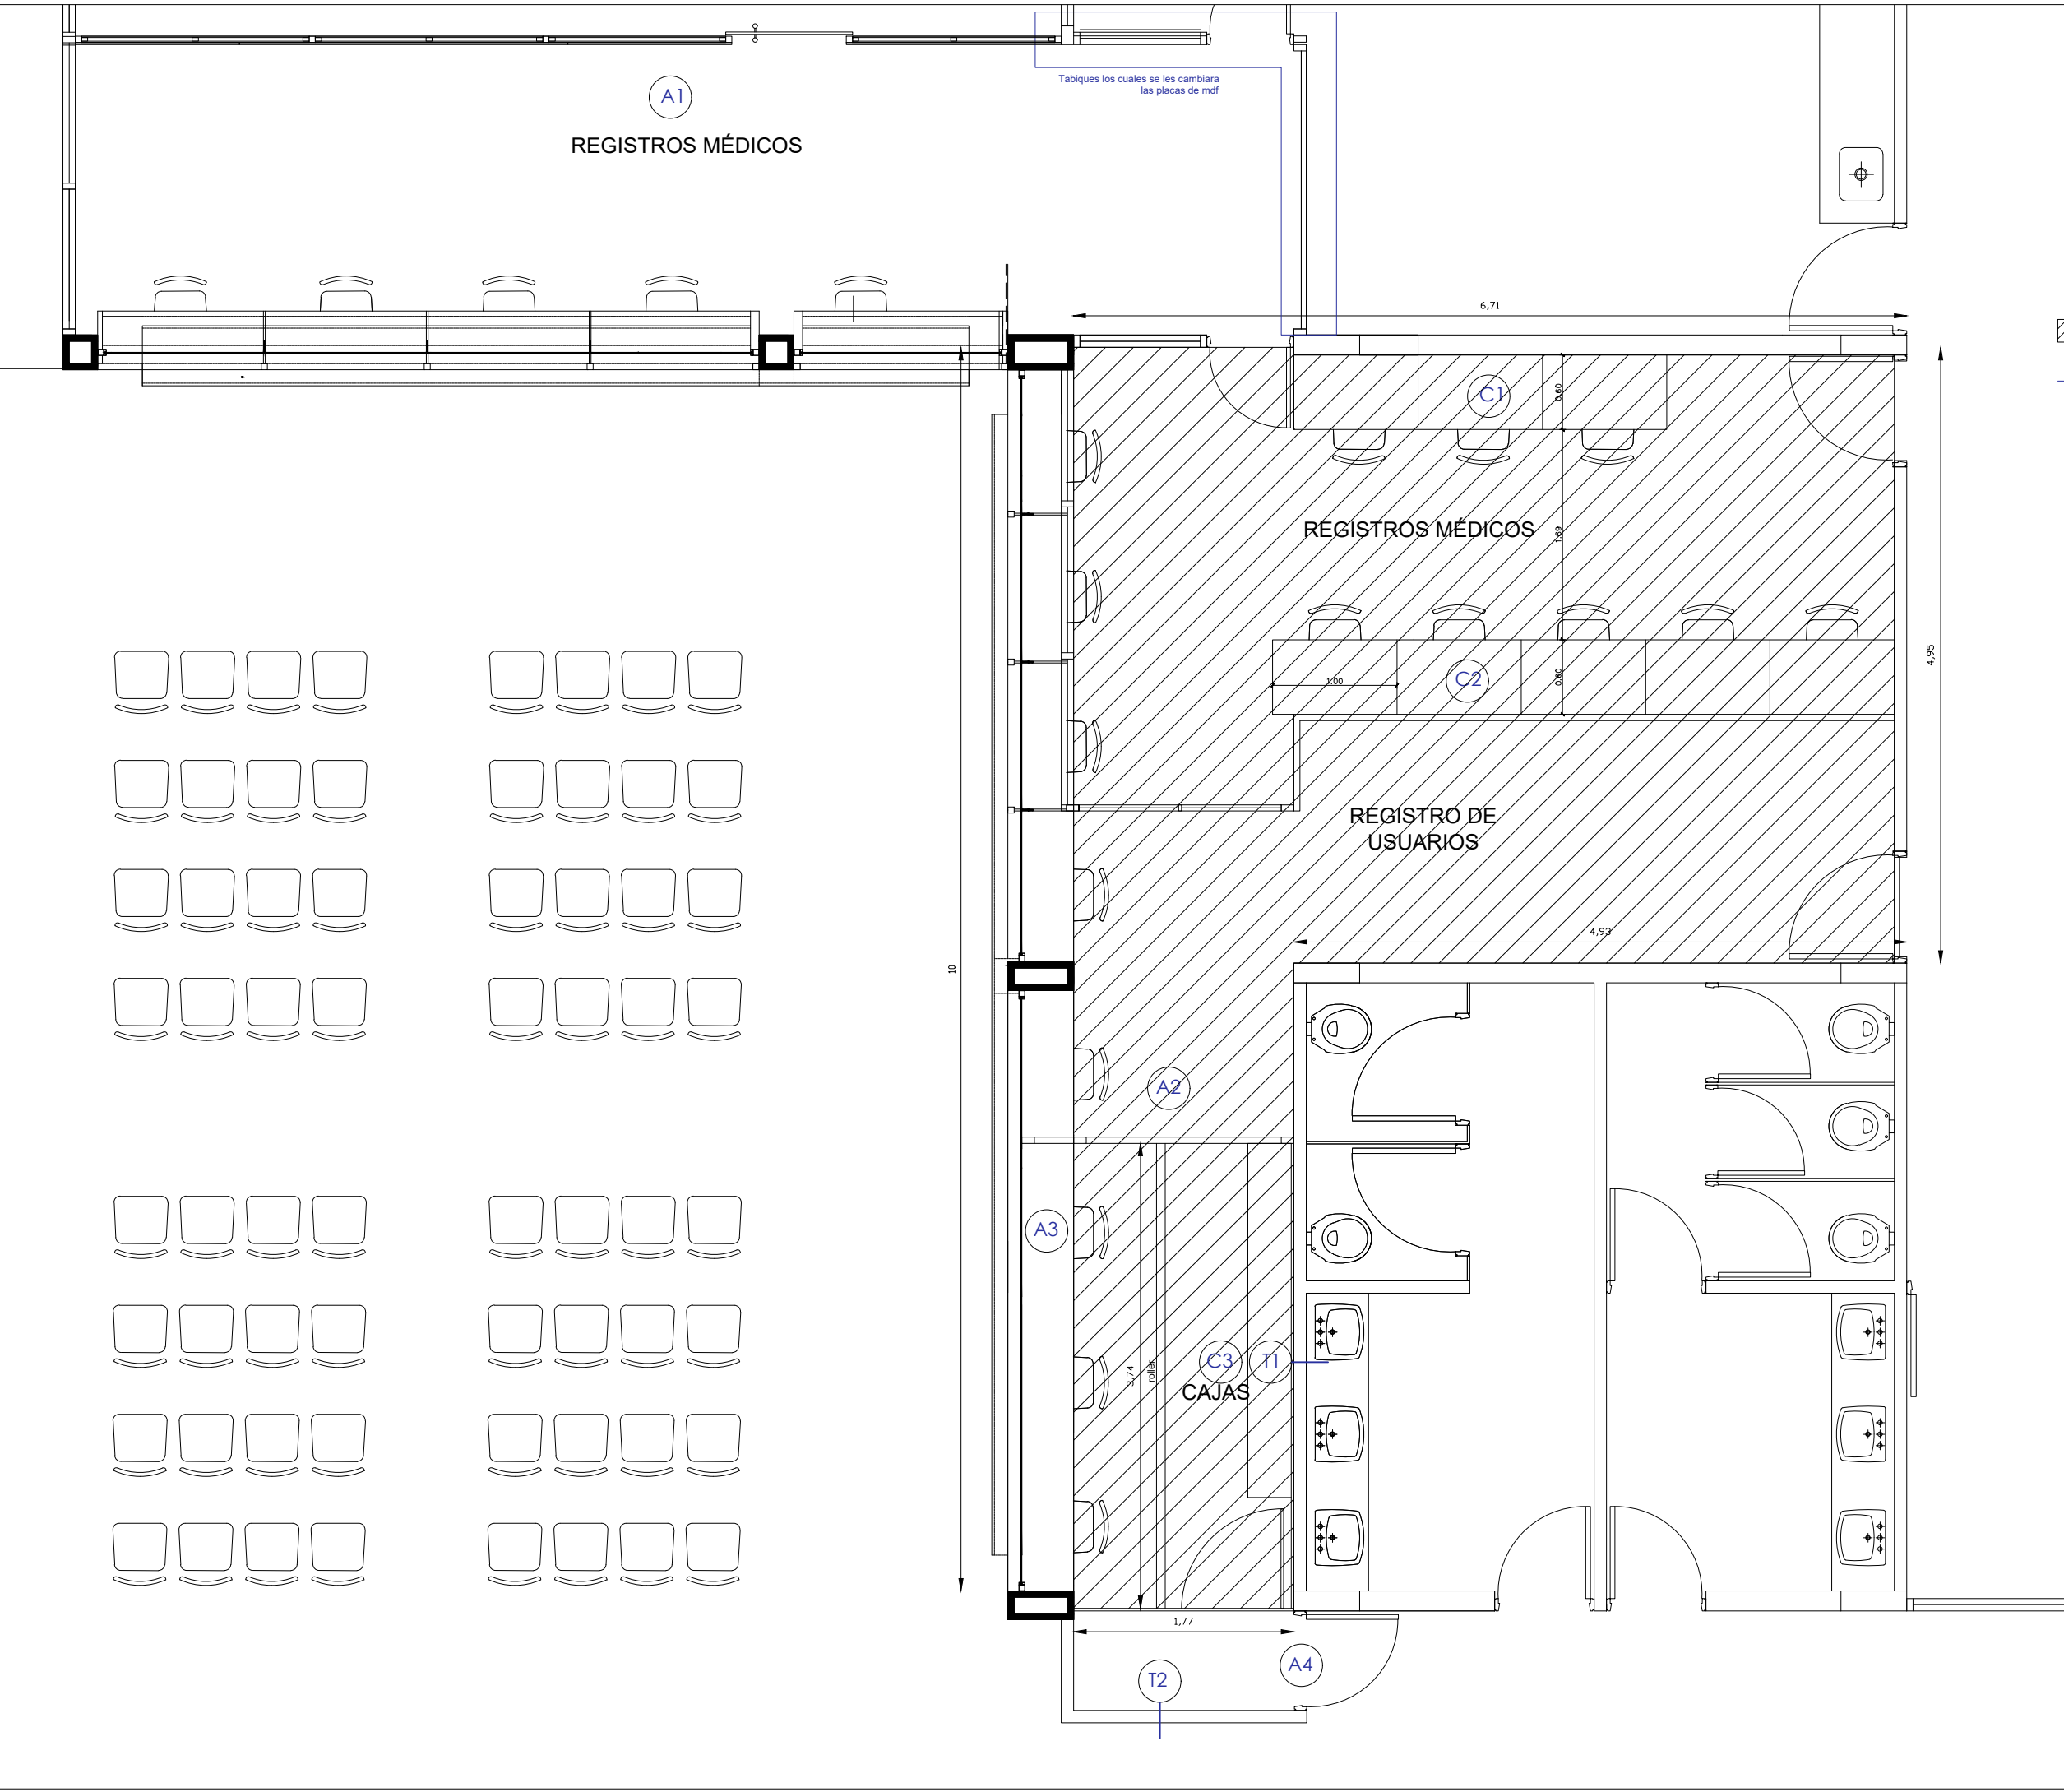 Tabiques los cuales se les cambiara
las placas de mdf
A1
REGISTROS MÉDICOS
6,71
C1
0.60
REGISTROS MÉDICOS
1.69
4,95
C2
1.00
0.60
REGISTRO DE
USUARIOS
4,93
10
A2
A3
3,74
roller
C3
T1
CAJAS
1,77
A4
T2